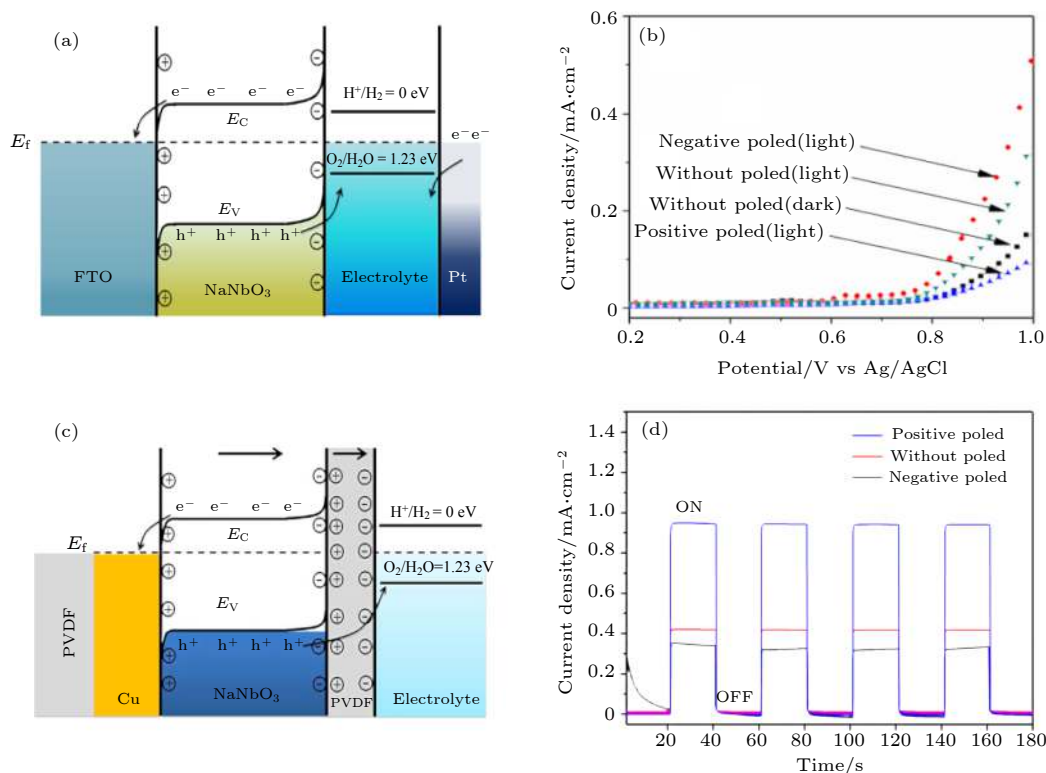 (a)
e⁻ e⁻ e⁻ e⁻
E_C
H⁺/H₂ = 0 eV
E_f
e⁻e⁻
O₂/H₂O = 1.23 eV
E_V
h⁺ h⁺ h⁺ h⁺
FTO
NaNbO₃
Electrolyte
Pt
(b)
Current density/mA·cm⁻²
0.6
0.4
0.2
0
Negative poled(light)
Without poled(light)
Without poled(dark)
Positive poled(light)
0.2 0.4 0.6 0.8 1.0
Potential/V vs Ag/AgCl
(c)
e⁻ e⁻ e⁻ e⁻
E_C
H⁺/H₂ = 0 eV
E_f
O₂/H₂O=1.23 eV
E_V
h⁺ h⁺ h⁺ h⁺
PVDF
Cu
NaNbO₃
PVDF
Electrolyte
(d)
Current density/mA·cm⁻²
1.4
1.2
1.0
0.8
0.6
0.4
0.2
0
Positive poled
Without poled
Negative poled
ON
OFF
20 40 60 80 100 120 140 160 180
Time/s